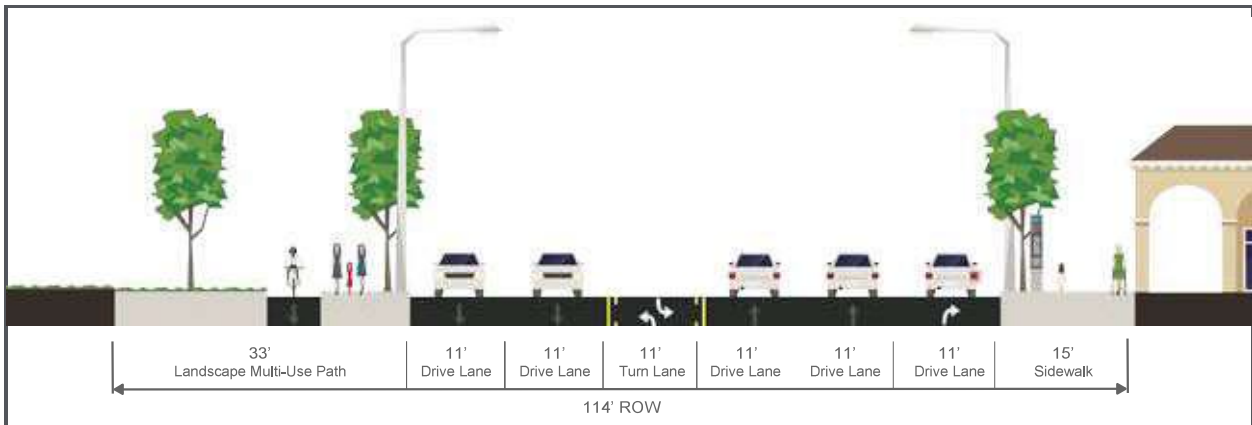 33' 11' 11' 11' 11' 11' 11' 15'
Landscape Multi-Use Path Drive Lane Drive Lane Turn Lane Drive Lane Drive Lane Drive Lane Sidewalk
114' ROW